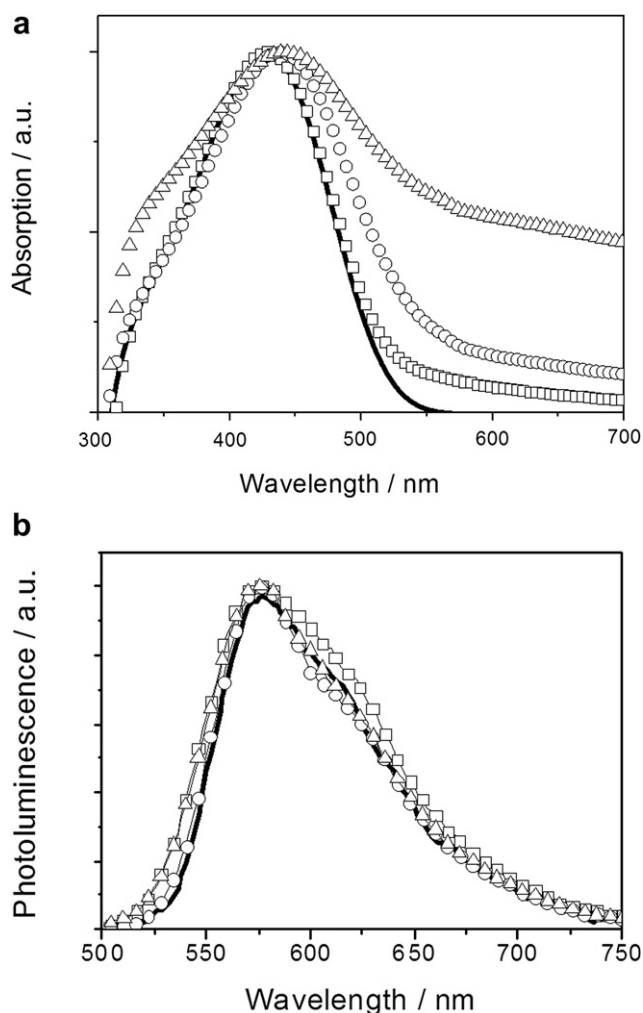 a
Absorption / a.u.
300 400 500 600 700
Wavelength / nm
b
Photoluminescence / a.u.
500 550 600 650 700 750
Wavelength / nm